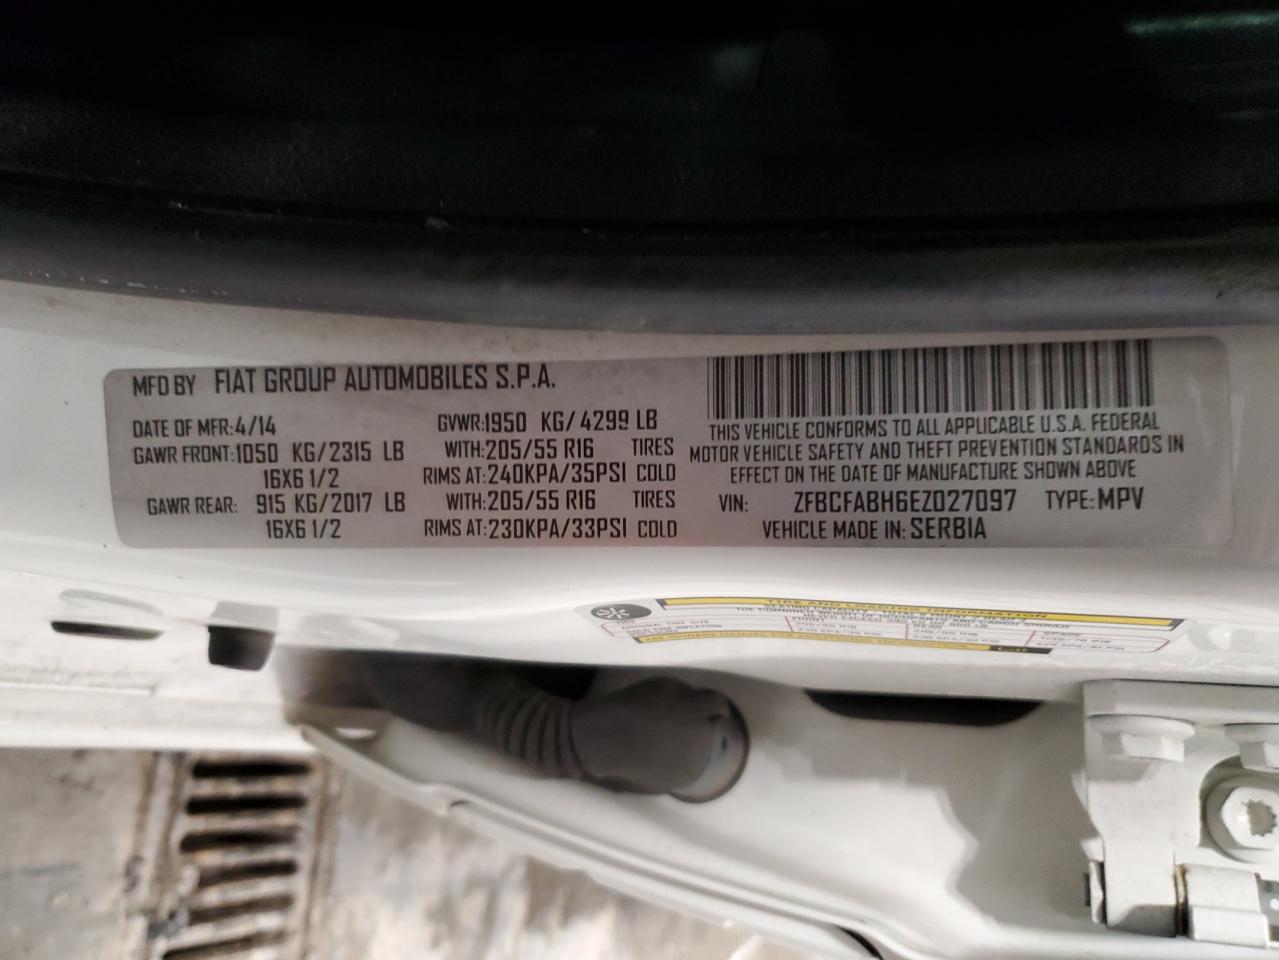 MFD BY FIAT GROUP AUTOMOBILES S.P.A.
DATE OF MFR: 4/14 GVWR: 1950 KG/ 4299 LB
GAWR FRONT: 1050 KG/2315 LB WITH: 205/55 R16 TIRES
16X6 1/2 RIMS AT: 240KPA/35PSI COLD
GAWR REAR: 915 KG/2017 LB WITH: 205/55 R16 TIRES
16X6 1/2 RIMS AT: 230KPA/33PSI COLD
THIS VEHICLE CONFORMS TO ALL APPLICABLE U.S.A. FEDERAL
MOTOR VEHICLE SAFETY AND THEFT PREVENTION STANDARDS IN
EFFECT ON THE DATE OF MANUFACTURE SHOWN ABOVE
VIN: ZFBCFABH6EZ027097 TYPE: MPV
VEHICLE MADE IN: SERBIA
TIRE AND LOADING INFORMATION